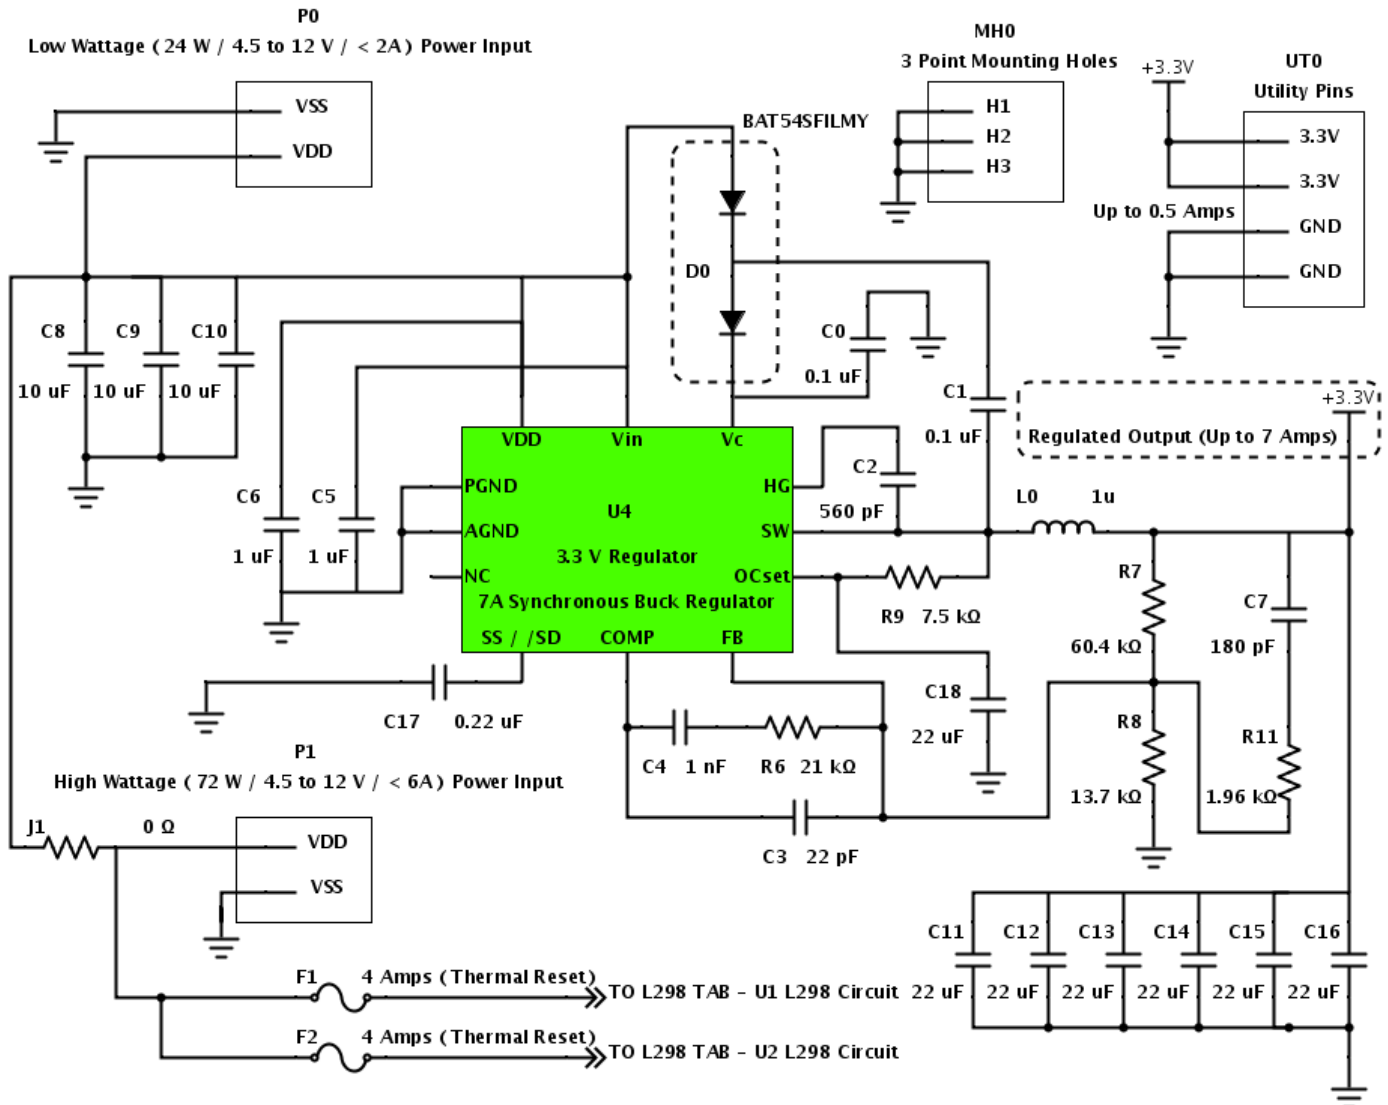 P0
Low Wattage ( 24 W / 4.5 to 12 V / < 2A ) Power Input
VSS
VDD
MH0
3 Point Mounting Holes
H1
H2
H3
+3.3V
UT0
Utility Pins
3.3V
3.3V
Up to 0.5 Amps
GND
GND
BAT54SFILMY
D0
C8
10 uF
C9
10 uF
C10
10 uF
C0
0.1 uF
C1
0.1 uF
+3.3V
Regulated Output (Up to 7 Amps)
C6
1 uF
C5
1 uF
VDD
Vin
Vc
PGND
HG
U4
AGND
SW
3.3 V Regulator
NC
OCset
7A Synchronous Buck Regulator
SS / /SD
COMP
FB
C2
560 pF
L0 1u
R9 7.5 kΩ
R7
60.4 kΩ
C7
180 pF
C18
22 uF
R8
13.7 kΩ
R11
1.96 kΩ
C17 0.22 uF
C4 1 nF
R6 21 kΩ
C3 22 pF
P1
High Wattage ( 72 W / 4.5 to 12 V / < 6A ) Power Input
J1 0 Ω
VDD
VSS
F1 4 Amps (Thermal Reset)
TO L298 TAB - U1 L298 Circuit
F2 4 Amps (Thermal Reset)
TO L298 TAB - U2 L298 Circuit
C11
22 uF
C12
22 uF
C13
22 uF
C14
22 uF
C15
22 uF
C16
22 uF